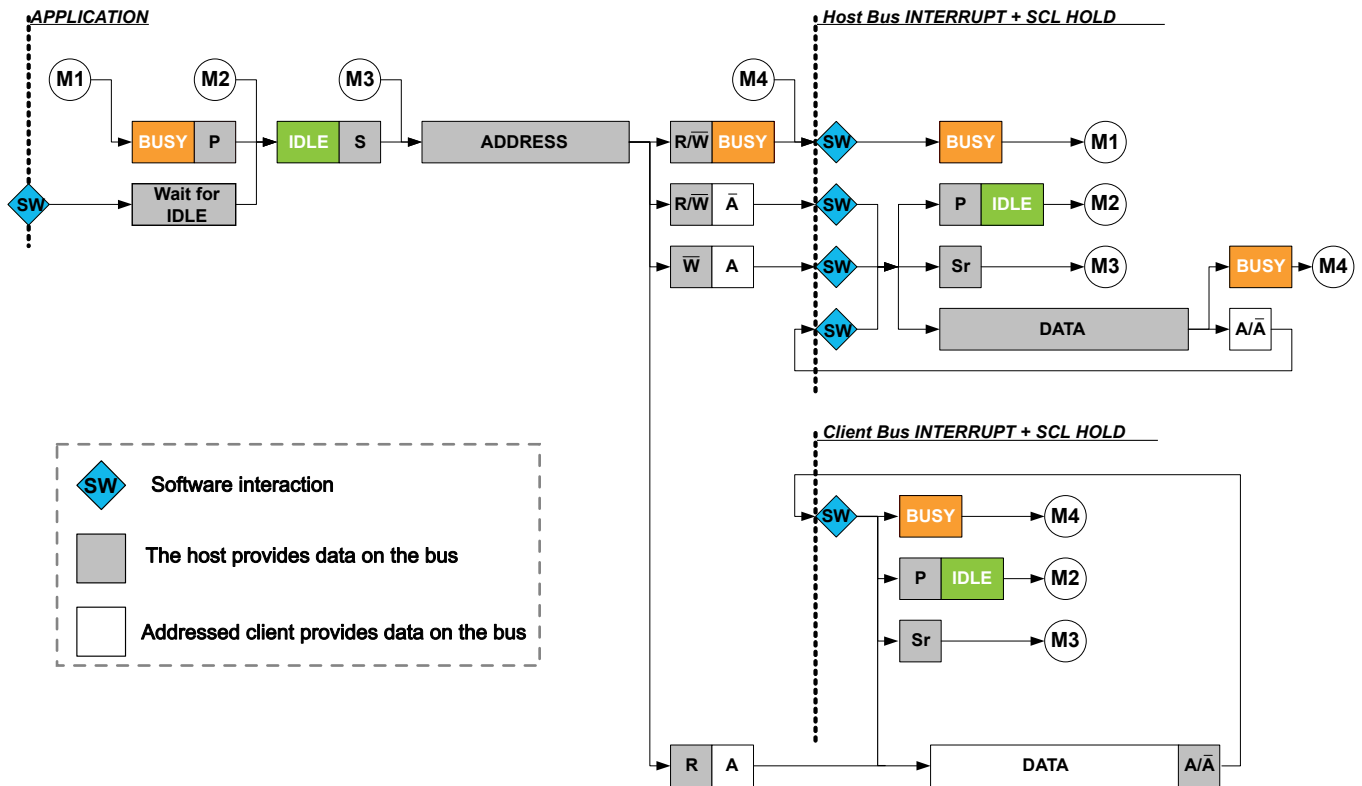 APPLICATION
Host Bus INTERRUPT + SCL HOLD
M1
M2
M3
M4
BUSY P
IDLE S
ADDRESS
R/W̅ BUSY
SW
BUSY
M1
SW
Wait for
IDLE
R/W̅ A̅
SW
P IDLE
M2
W̅ A
SW
Sr
M3
BUSY
M4
SW
DATA
A/A̅
Client Bus INTERRUPT + SCL HOLD
SW
Software interaction
The host provides data on the bus
Addressed client provides data on the bus
SW
BUSY
M4
P IDLE
M2
Sr
M3
R A
DATA
A/A̅